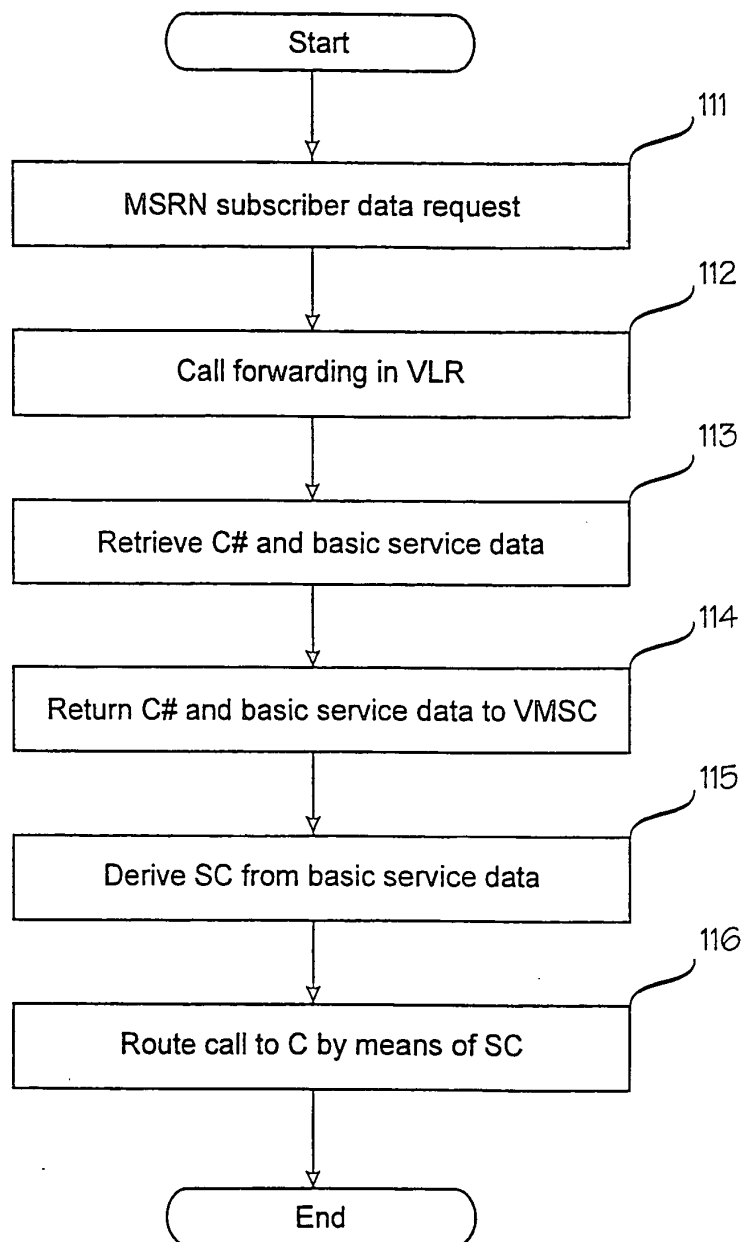 Start
111
MSRN subscriber data request
112
Call forwarding in VLR
113
Retrieve C# and basic service data
114
Return C# and basic service data to VMSC
115
Derive SC from basic service data
116
Route call to C by means of SC
End